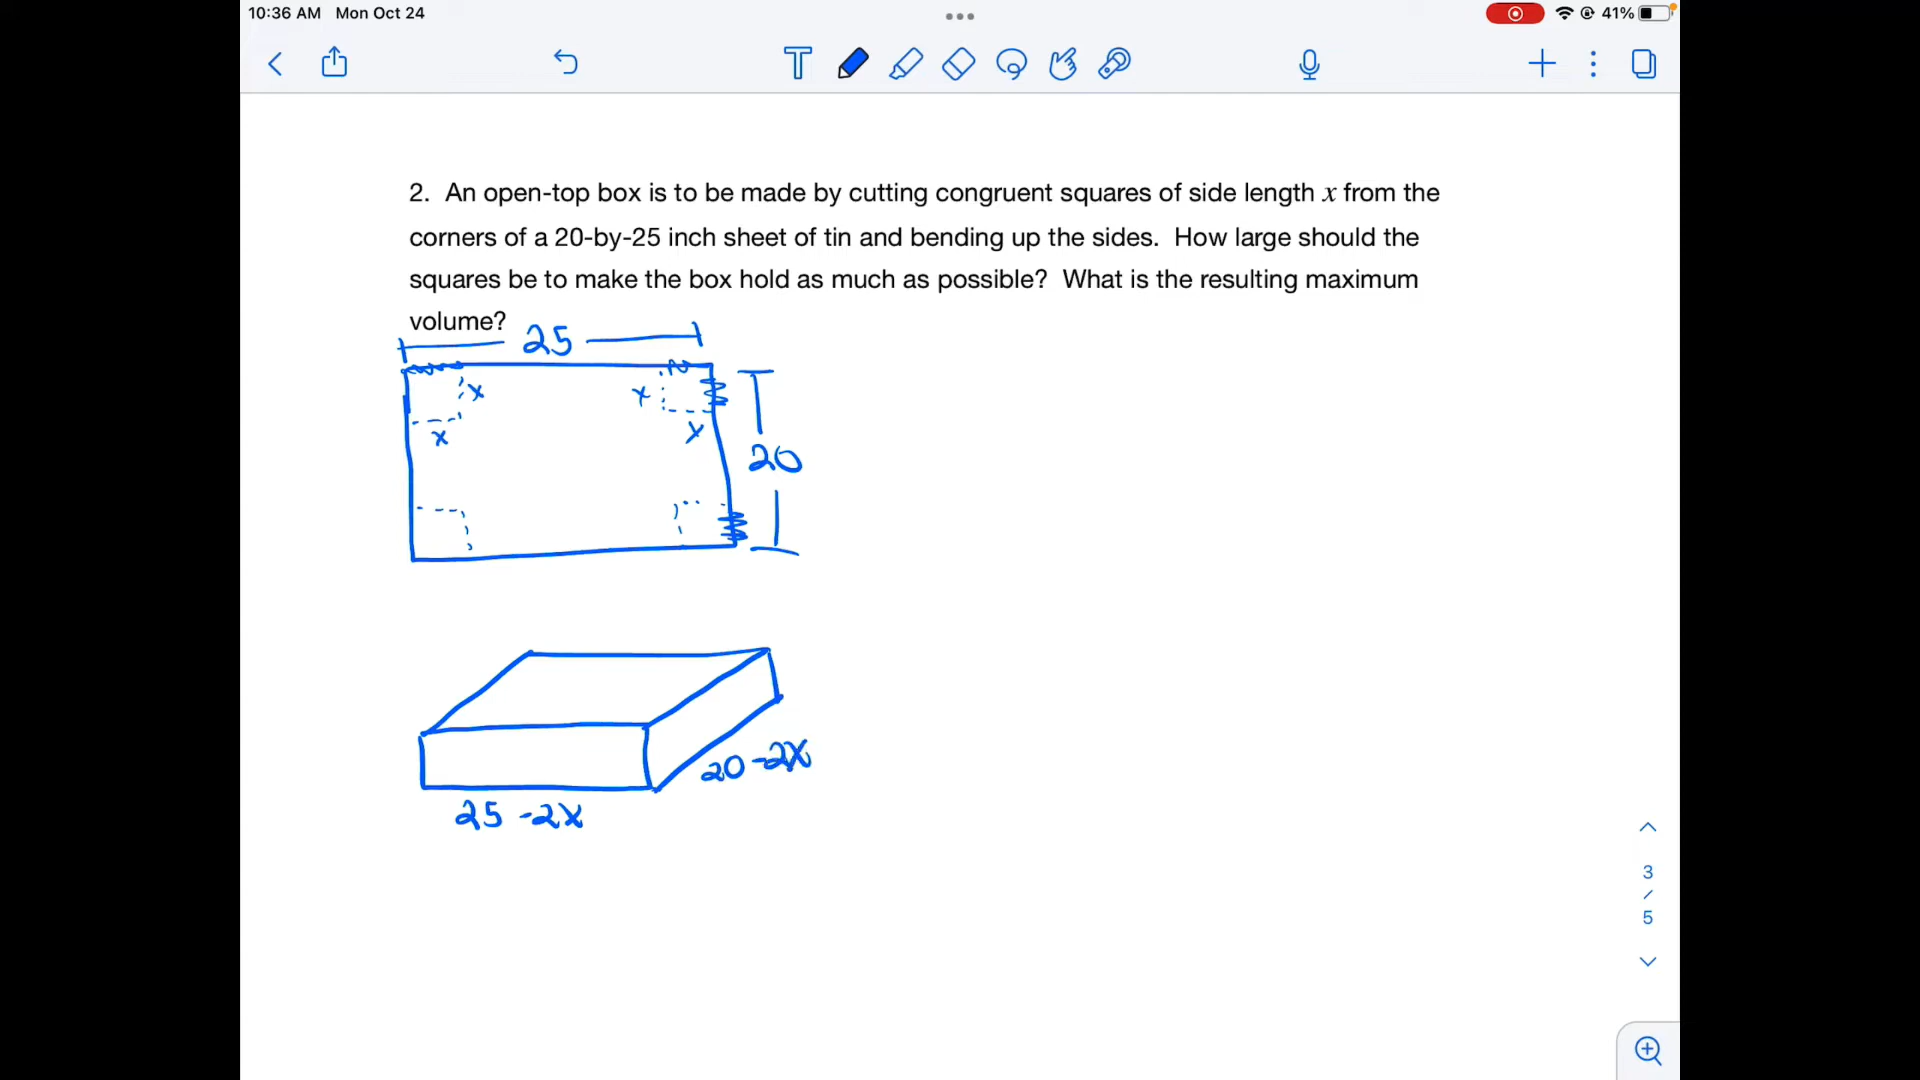 10:36 AM Mon Oct 24
41%
T
2. An open-top box is to be made by cutting congruent squares of side length x from the
corners of a 20-by-25 inch sheet of tin and bending up the sides. How large should the
squares be to make the box hold as much as possible? What is the resulting maximum
volume?
25
x
x
x
x
20
20 - 2x
25 - 2x
3
/
5